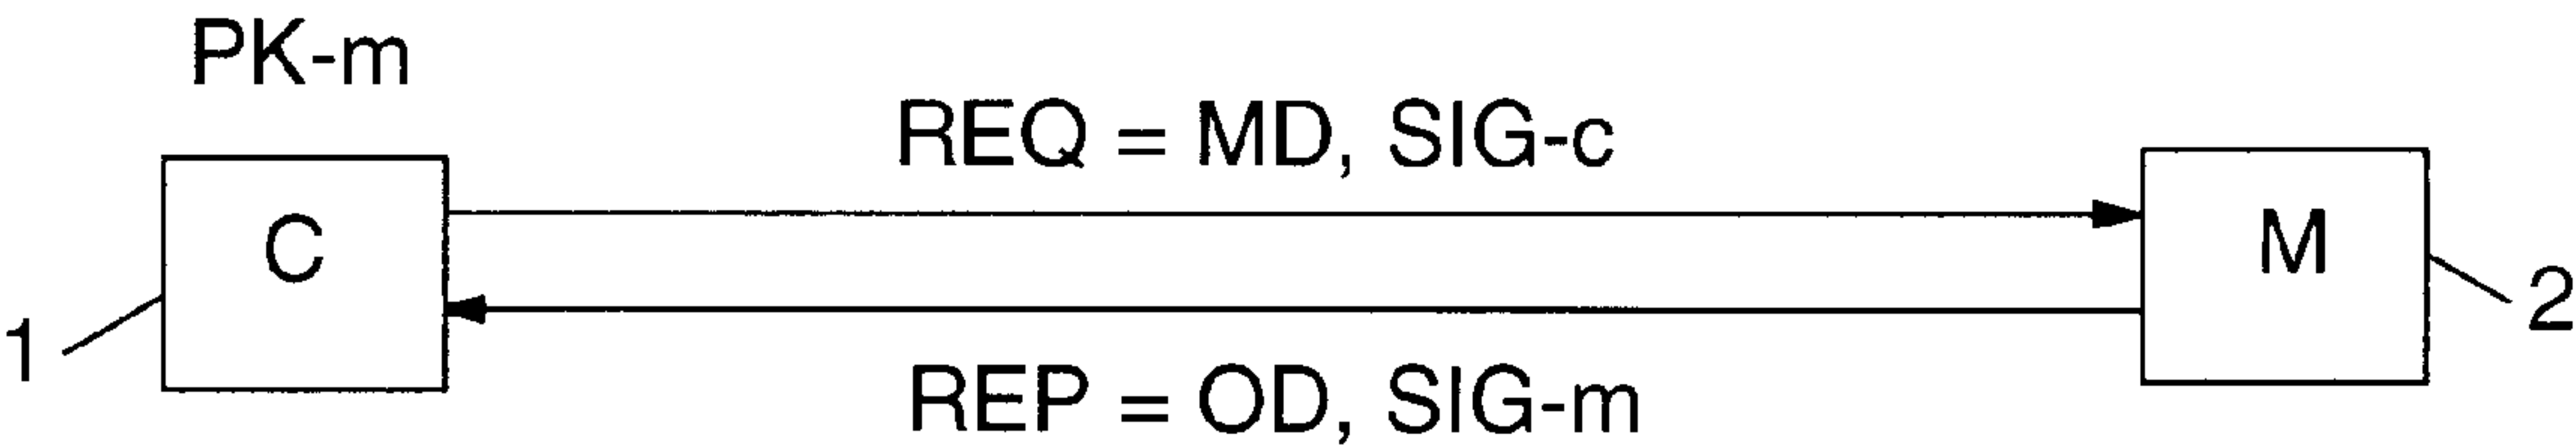 PK-m
REQ = MD, SIG-c
C
M
1
2
REP = OD, SIG-m